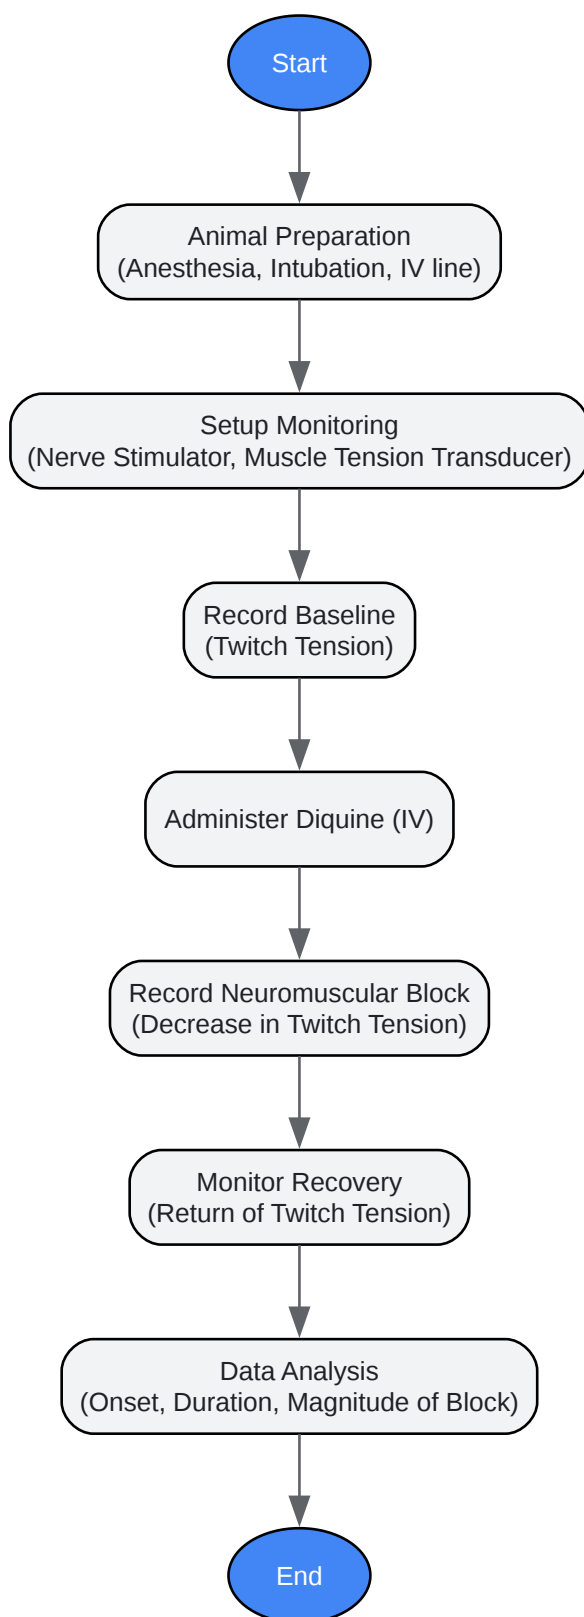 Start
Animal Preparation
(Anesthesia, Intubation, IV line)
Setup Monitoring
(Nerve Stimulator, Muscle Tension Transducer)
Record Baseline
(Twitch Tension)
Administer Diquine (IV)
Record Neuromuscular Block
(Decrease in Twitch Tension)
Monitor Recovery
(Return of Twitch Tension)
Data Analysis
(Onset, Duration, Magnitude of Block)
End